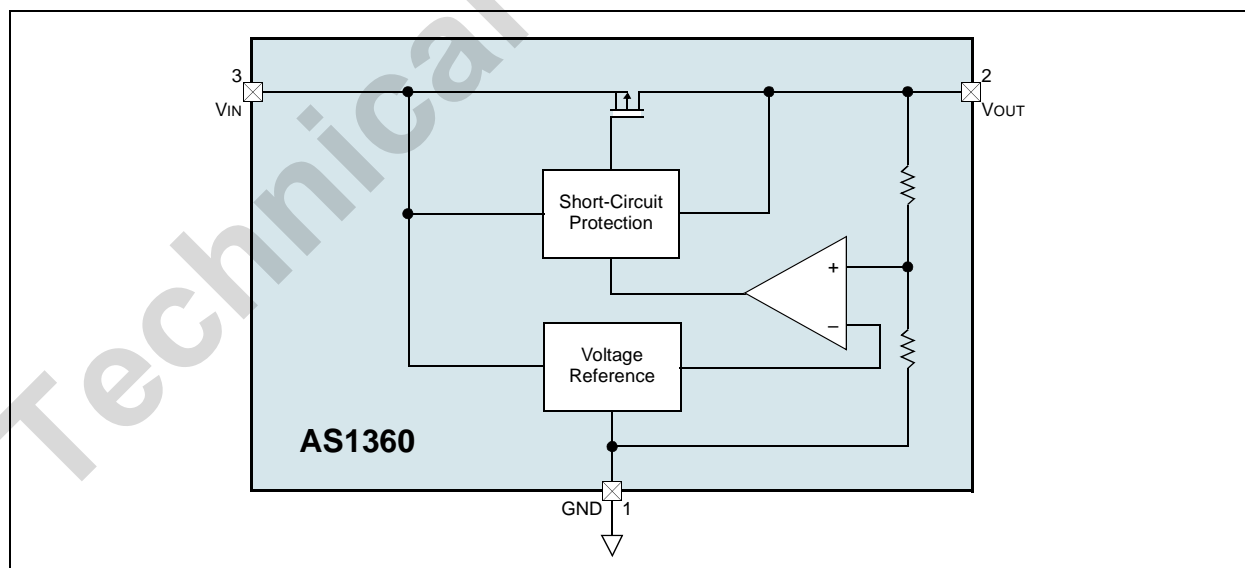 Technical
3
VIN
2
VOUT
Short-Circuit
Protection
+
–
Voltage
Reference
AS1360
GND 1